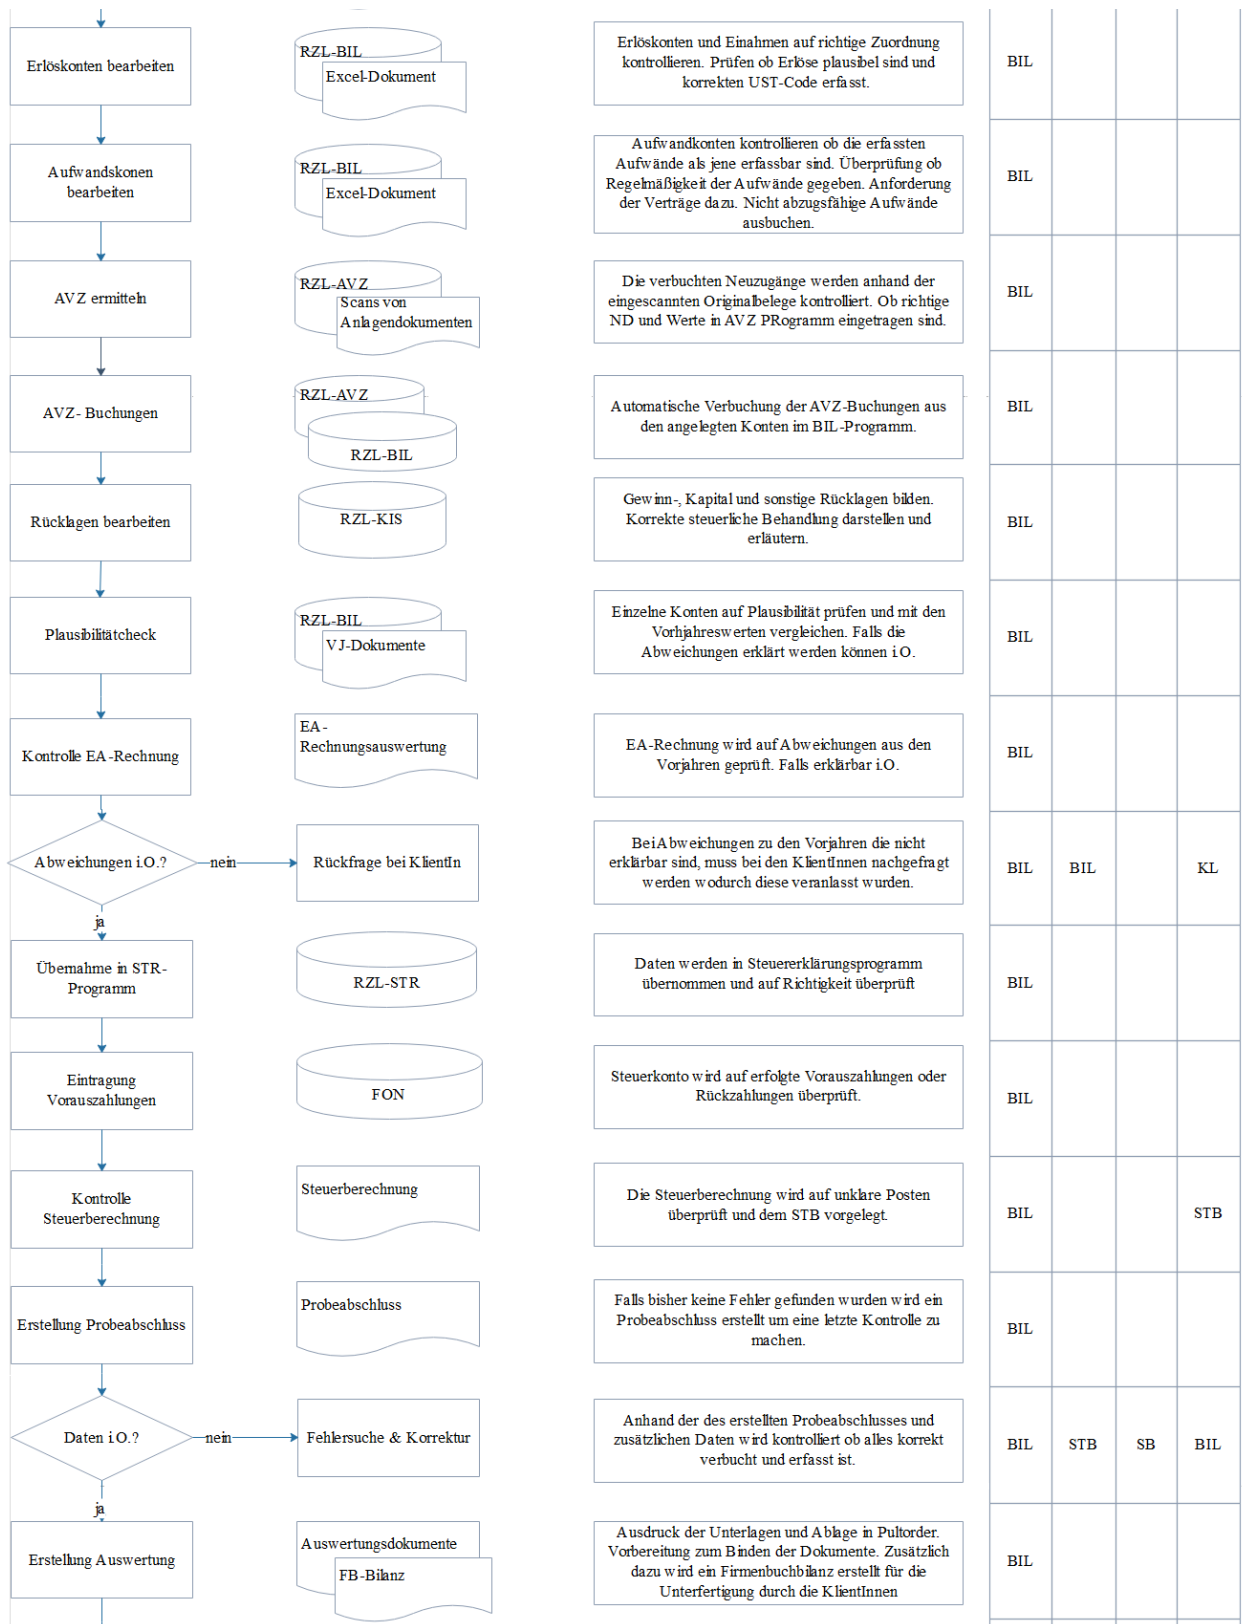 Erlöskonten bearbeiten
RZL-BIL
Excel-Dokument
Erlöskonten und Einahmen auf richtige Zuordnung
kontrollieren. Prüfen ob Erlöse plausibel sind und
korrekten UST-Code erfasst.
BIL
Aufwandskonen
bearbeiten
RZL-BIL
Excel-Dokument
Aufwandkonten kontrollieren ob die erfassten
Aufwände als jene erfassbar sind. Überprüfung ob
Regelmäßigkeit der Aufwände gegeben. Anforderung
der Verträge dazu. Nicht abzugsfähige Aufwände
ausbuchen.
BIL
AVZ ermitteln
RZL-AVZ
Scans von
Anlagendokumenten
Die verbuchten Neuzugänge werden anhand der
eingescannten Originalbelege kontrolliert. Ob richtige
ND und Werte in AVZ PRogramm eingetragen sind.
BIL
AVZ- Buchungen
RZL-AVZ
RZL-BIL
Automatische Verbuchung der AVZ-Buchungen aus
den angelegten Konten im BIL-Programm.
BIL
Rücklagen bearbeiten
RZL-KIS
Gewinn-, Kapital und sonstige Rücklagen bilden.
Korrekte steuerliche Behandlung darstellen und
erläutern.
BIL
Plausibilitätcheck
RZL-BIL
VJ-Dokumente
Einzelne Konten auf Plausibilität prüfen und mit den
Vorhjahreswerten vergleichen. Falls die
Abweichungen erklärt werden können i.O.
BIL
Kontrolle EA-Rechnung
EA-
Rechnungsauswertung
EA-Rechnung wird auf Abweichungen aus den
Vorjahren geprüft. Falls erklärbar i.O.
BIL
Abweichungen i.O.?
nein
Rückfrage bei KlientIn
Bei Abweichungen zu den Vorjahren die nicht
erklärbar sind, muss bei den KlientInnen nachgefragt
werden wodurch diese veranlasst wurden.
BIL
BIL
KL
ja
Übernahme in STR-
Programm
RZL-STR
Daten werden in Steuererklärungsprogramm
übernommen und auf Richtigkeit überprüft
BIL
Eintragung
Vorauszahlungen
FON
Steuerkonto wird auf erfolgte Vorauszahlungen oder
Rückzahlungen überprüft.
BIL
Kontrolle
Steuerberechnung
Steuerberechnung
Die Steuerberechnung wird auf unklare Posten
überprüft und dem STB vorgelegt.
BIL
STB
Erstellung Probeabschluss
Probeabschluss
Falls bisher keine Fehler gefunden wurden wird ein
Probeabschluss erstellt um eine letzte Kontrolle zu
machen.
BIL
Daten i.O.?
nein
Fehlersuche & Korrektur
Anhand der des erstellten Probeabschlusses und
zusätzlichen Daten wird kontrolliert ob alles korrekt
verbucht und erfasst ist.
BIL
STB
SB
BIL
ja
Erstellung Auswertung
Auswertungsdokumente
FB-Bilanz
Ausdruck der Unterlagen und Ablage in Pultorder.
Vorbereitung zum Binden der Dokumente. Zusätzlich
dazu wird ein Firmenbuchbilanz erstellt für die
Unterfertigung durch die KlientInnen
BIL